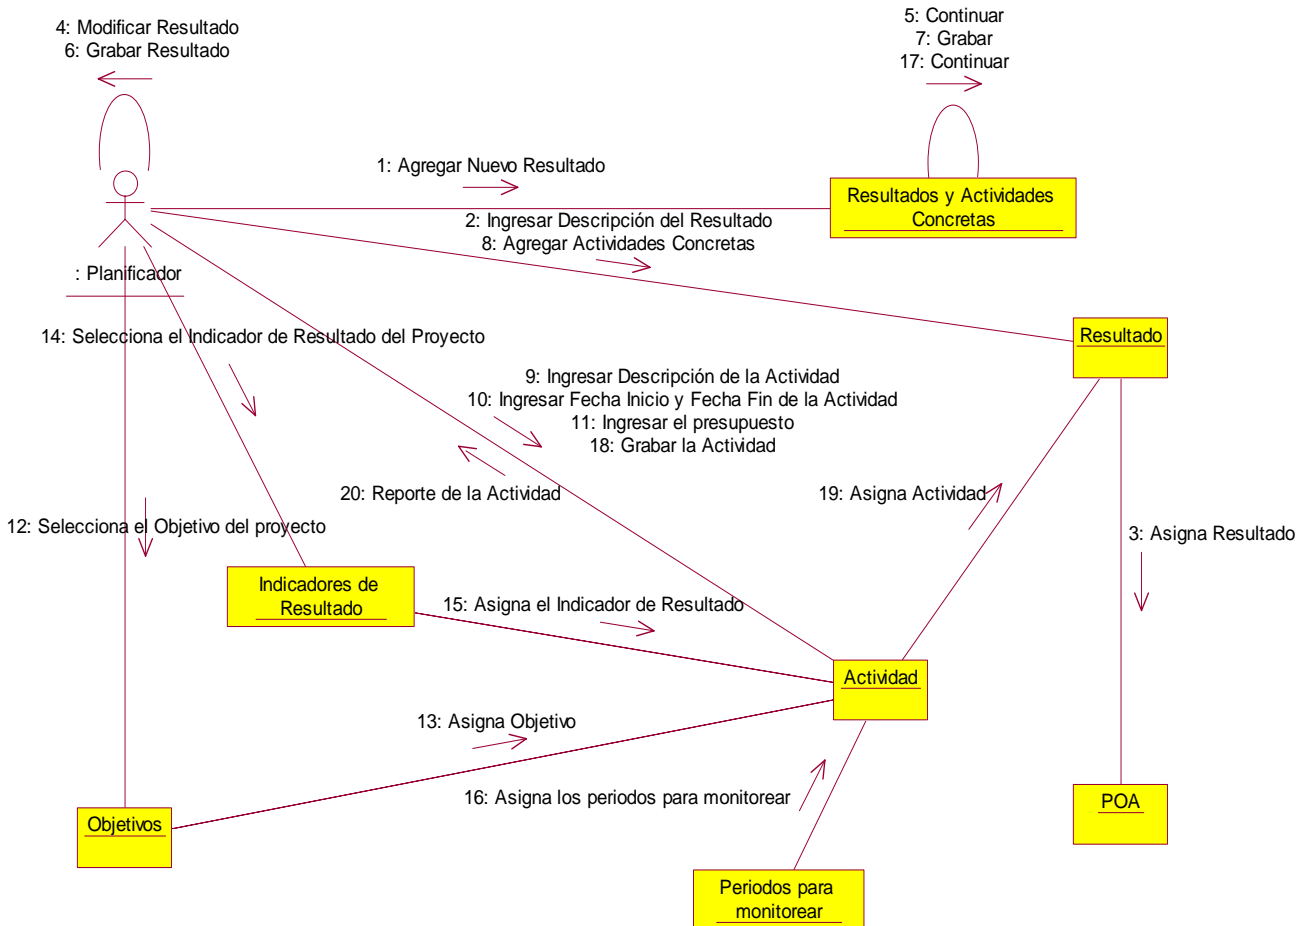 4: Modificar Resultado
6: Grabar Resultado
5: Continuar
7: Grabar
17: Continuar
1: Agregar Nuevo Resultado
Resultados y Actividades
Concretas
2: Ingresar Descripción del Resultado
8: Agregar Actividades Concretas
: Planificador
14: Selecciona el Indicador de Resultado del Proyecto
Resultado
9: Ingresar Descripción de la Actividad
10: Ingresar Fecha Inicio y Fecha Fin de la Actividad
11: Ingresar el presupuesto
18: Grabar la Actividad
20: Reporte de la Actividad
19: Asigna Actividad
12: Selecciona el Objetivo del proyecto
3: Asigna Resultado
Indicadores de
Resultado
15: Asigna el Indicador de Resultado
Actividad
13: Asigna Objetivo
16: Asigna los periodos para monitorear
Objetivos
POA
Periodos para
monitorear